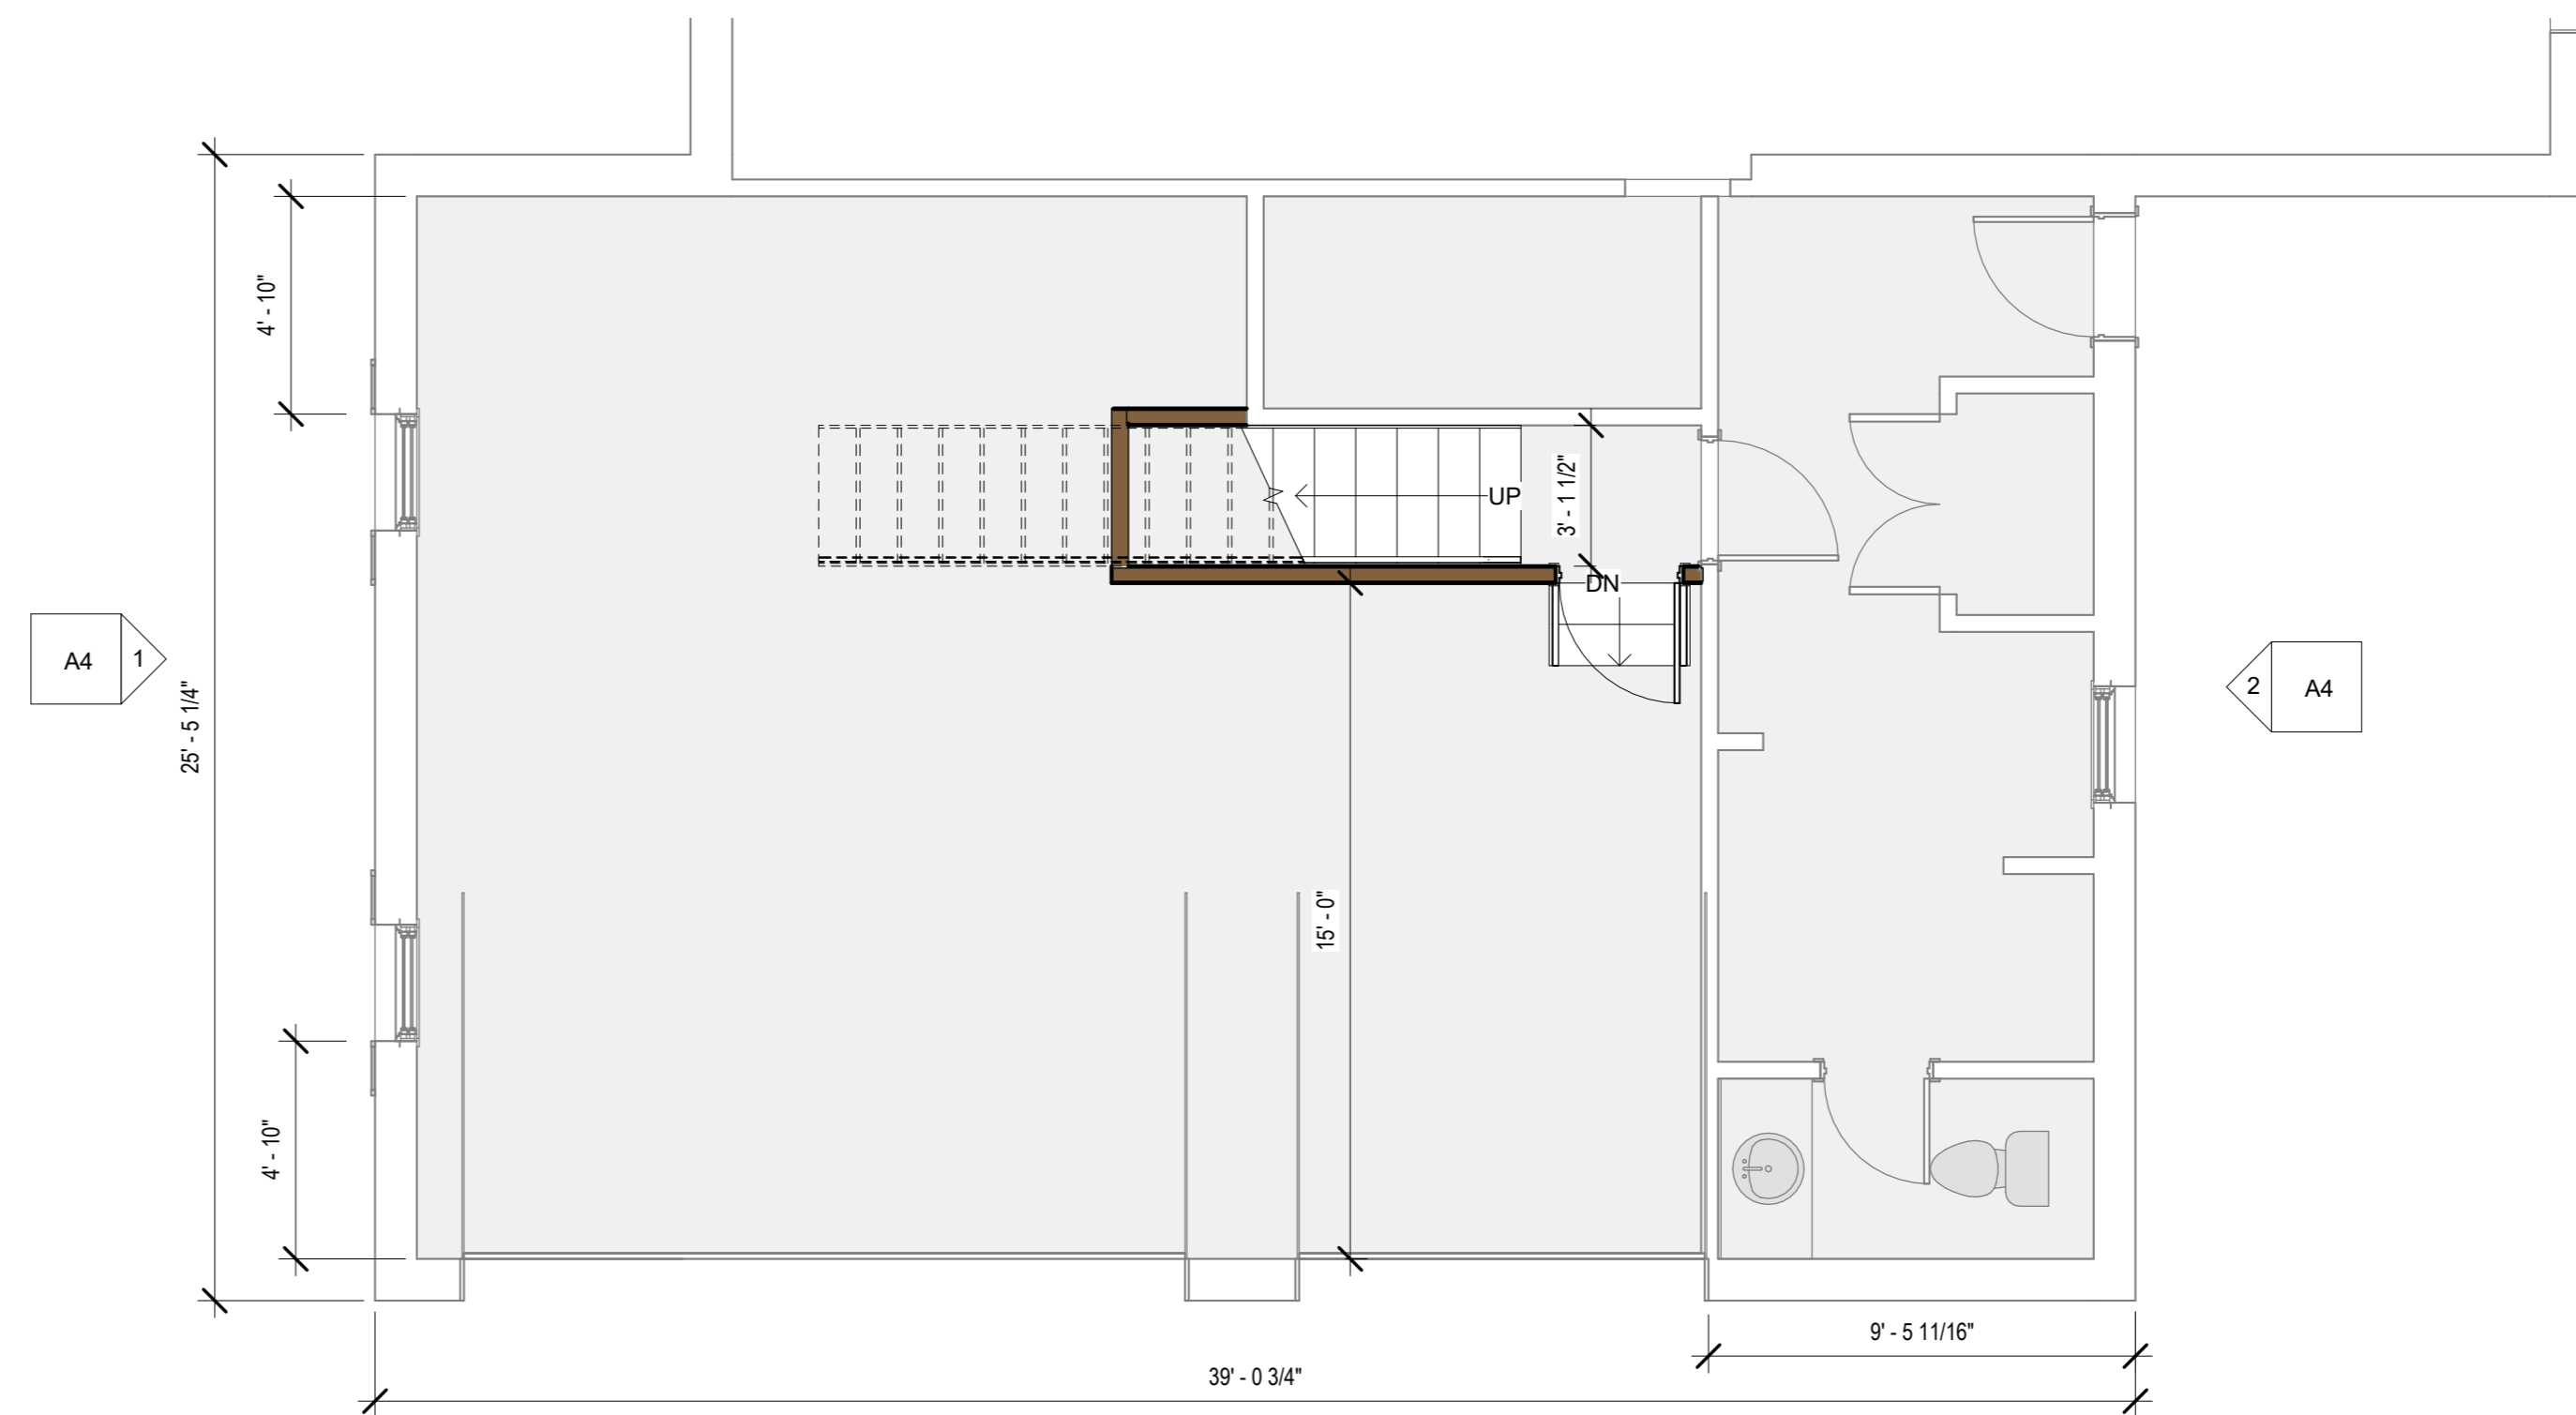 4' - 10"
UP
3' - 1 1/2"
DN
A4
1
25' - 5 1/4"
2
A4
15' - 0"
4' - 10"
9' - 5 11/16"
39' - 0 3/4"